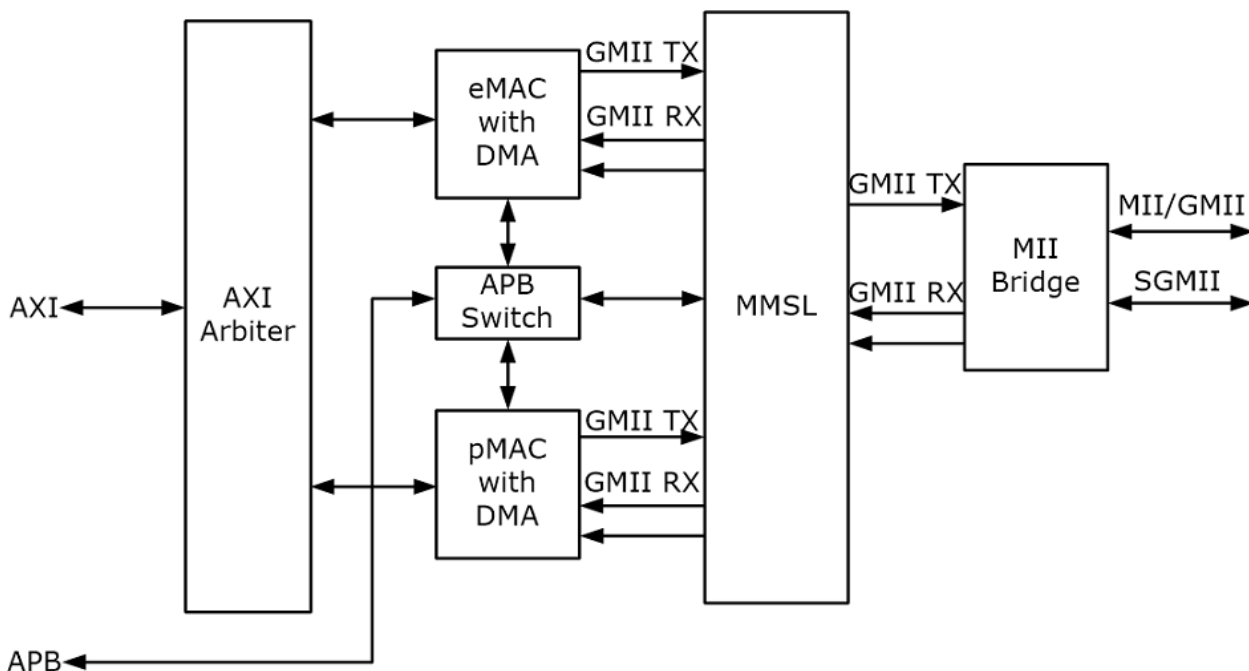 AXI
APB
AXI
Arbiter
eMAC
with
DMA
GMII TX
GMII RX
APB
Switch
pMAC
with
DMA
GMII TX
GMII RX
MMSL
GMII TX
GMII RX
MII
Bridge
MII/GMII
SGMII